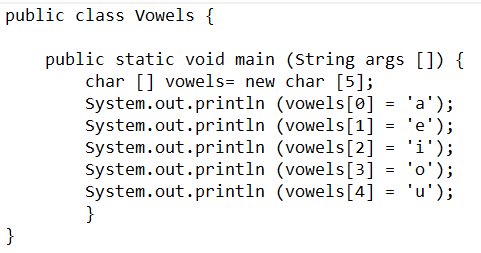 public class Vowels {
public static void main (String args []) {
char [] vowels= new char [5];
System.out.println (vowels[0] = 'a');
System.out.println (vowels[1] = 'e');
System.out.println (vowels[2] = 'i');
System.out.println (vowels[3] = 'o');
System.out.println (vowels[4] = 'u');
}
}